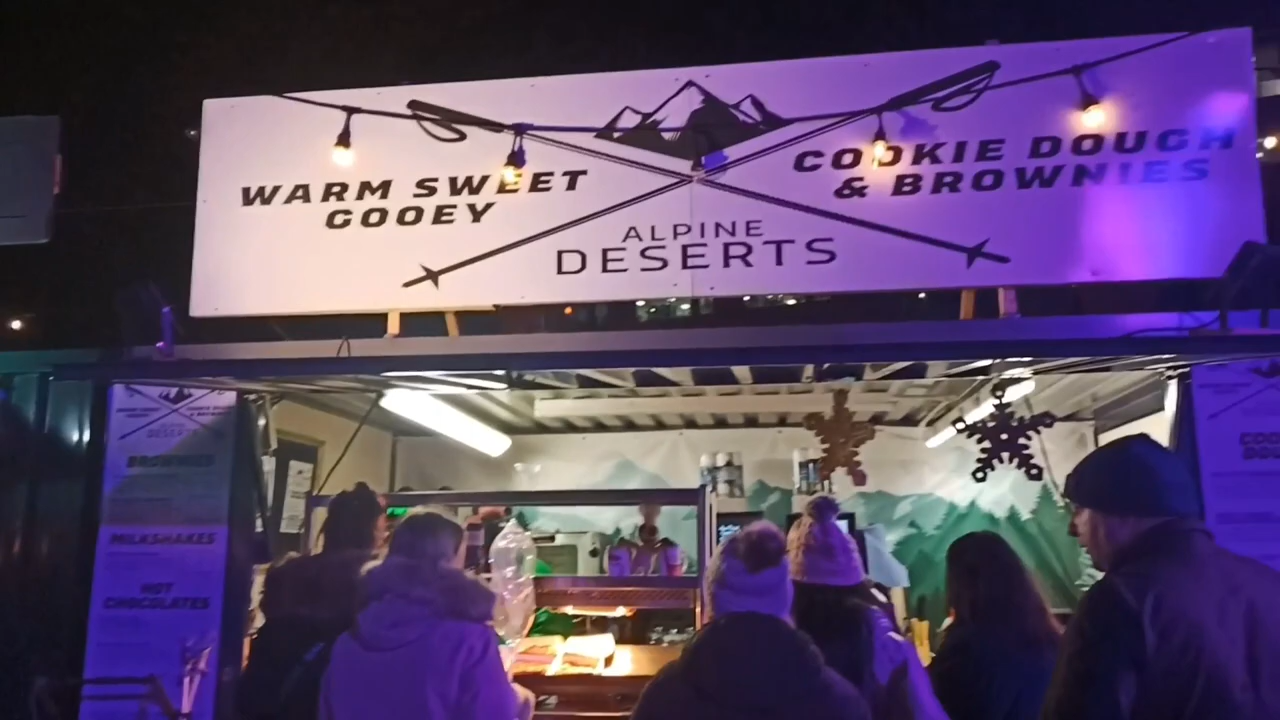 WARM SWEET
GOOEY
COOKIE DOUGH
& BROWNIES
ALPINE
DESERTS
BROWNIES
MILKSHAKES
HOT
CHOCOLATES